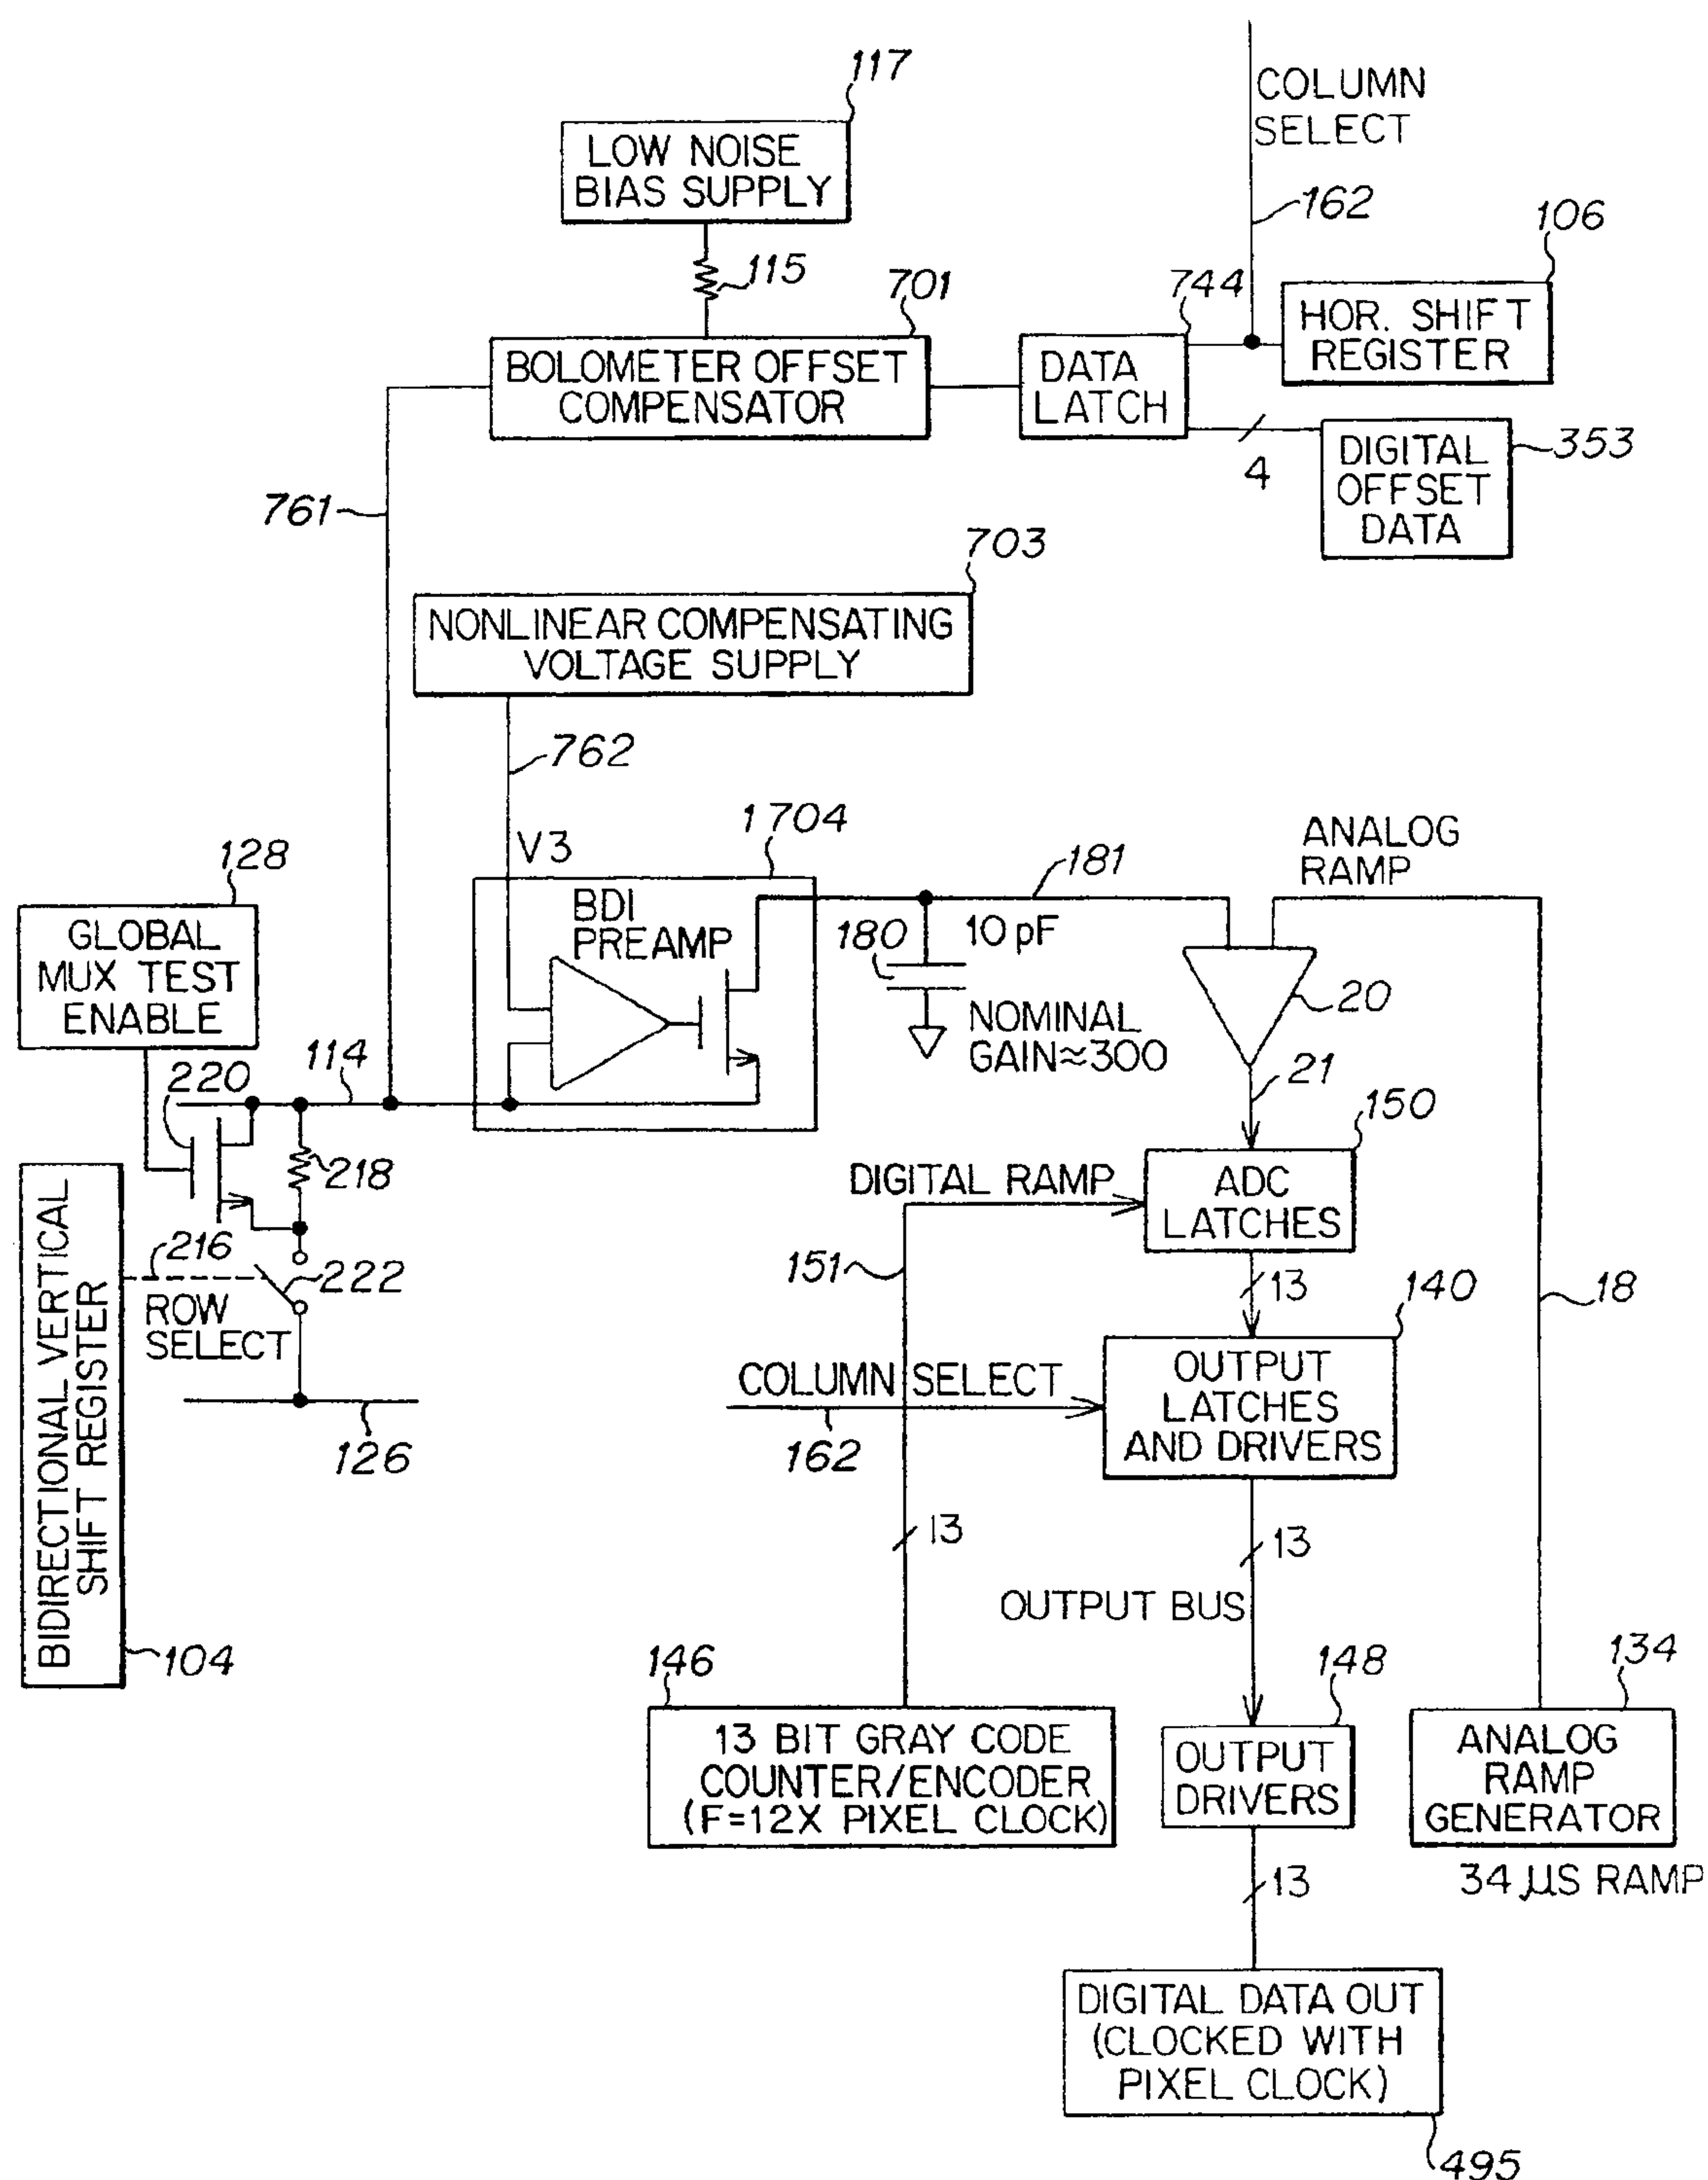 117
COLUMN
SELECT
LOW NOISE
BIAS SUPPLY
162
106
115
701
744
HOR. SHIFT
REGISTER
BOLOMETER OFFSET
COMPENSATOR
DATA
LATCH
4
DIGITAL
OFFSET
DATA
353
761
703
NONLINEAR COMPENSATING
VOLTAGE SUPPLY
762
V3
1704
128
GLOBAL
MUX TEST
ENABLE
BDI
PREAMP
181
ANALOG
RAMP
180
10 pF
20
NOMINAL
GAIN≈300
220
114
21
150
218
DIGITAL RAMP
ADC
LATCHES
216
222
ROW
SELECT
151
13
140
18
BIDIRECTIONAL VERTICAL
SHIFT REGISTER
COLUMN SELECT
OUTPUT
LATCHES
AND DRIVERS
126
162
13
13
OUTPUT BUS
104
146
148
134
13 BIT GRAY CODE
COUNTER/ENCODER
(F=12X PIXEL CLOCK)
OUTPUT
DRIVERS
ANALOG
RAMP
GENERATOR
34 µS RAMP
13
DIGITAL DATA OUT
(CLOCKED WITH
PIXEL CLOCK)
495